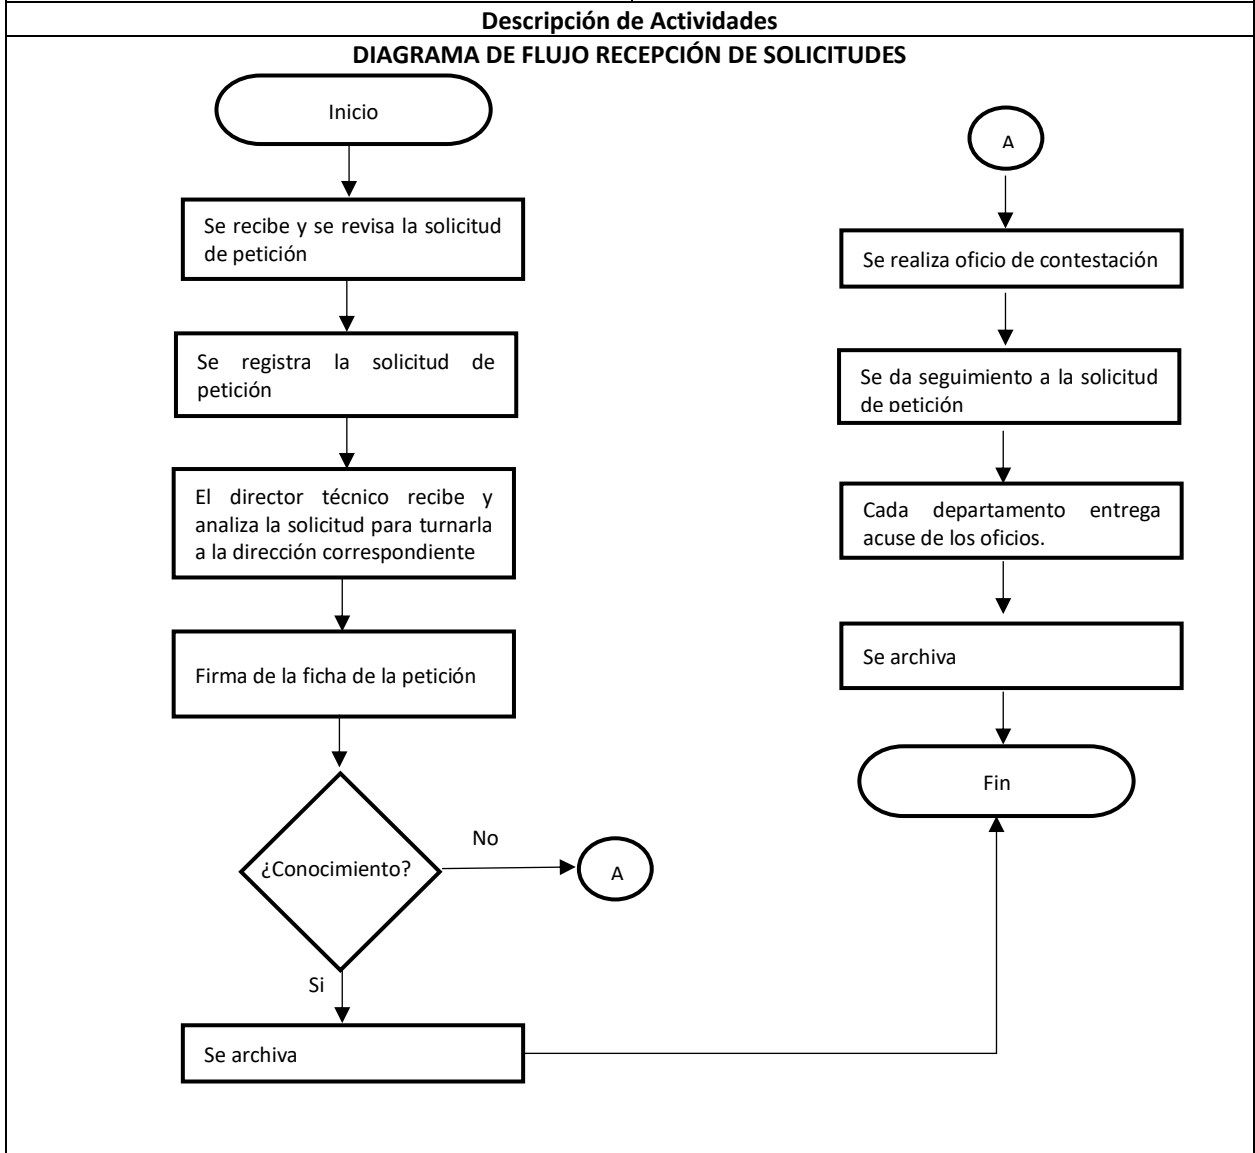 Descripción de Actividades
DIAGRAMA DE FLUJO RECEPCIÓN DE SOLICITUDES
Inicio
Se recibe y se revisa la solicitud
de petición
Se registra la solicitud de
petición
El director técnico recibe y
analiza la solicitud para turnarla
a la dirección correspondiente
Firma de la ficha de la petición
¿Conocimiento?
No
A
Si
Se archiva
A
Se realiza oficio de contestación
Se da seguimiento a la solicitud
de petición
Cada departamento entrega
acuse de los oficios.
Se archiva
Fin